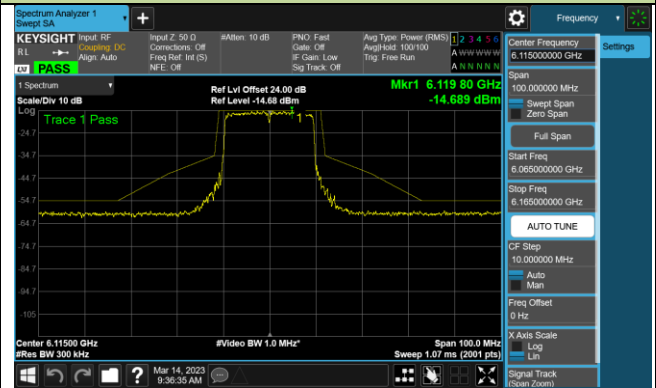 Spectrum Analyzer 1
Swept SA
Frequency
KEYSIGHT
RL
PASS
Input: RF
Coupling: DC
Align: Auto
Input Z: 50 Ω
Corrections: Off
Freq Ref: Int (S)
NFE: Off
#Atten: 10 dB
PNO: Fast
Gate: Off
IF Gain: Low
Sig Track: Off
Avg Type: Power (RMS)
Avg|Hold: 100/100
Trig: Free Run
1 2 3 4 5 6
A W W W W W
A N N N N N
1 Spectrum
Scale/Div 10 dB
Log
Ref Lvl Offset 24.00 dB
Ref Level -14.68 dBm
Mkr1 6.119 80 GHz
-14.689 dBm
Trace 1 Pass
1
-24.7
-34.7
-44.7
-54.7
-64.7
-74.7
-84.7
-94.7
-105
Center 6.11500 GHz
#Res BW 300 kHz
#Video BW 1.0 MHz*
Span 100.0 MHz
Sweep 1.07 ms (2001 pts)
Mar 14, 2023
9:36:35 AM
Center Frequency
6.115000000 GHz
Settings
Span
100.000000 MHz
Swept Span
Zero Span
Full Span
Start Freq
6.065000000 GHz
Stop Freq
6.165000000 GHz
AUTO TUNE
CF Step
10.000000 MHz
Auto
Man
Freq Offset
0 Hz
X Axis Scale
Log
Lin
Signal Track
(Span Zoom)